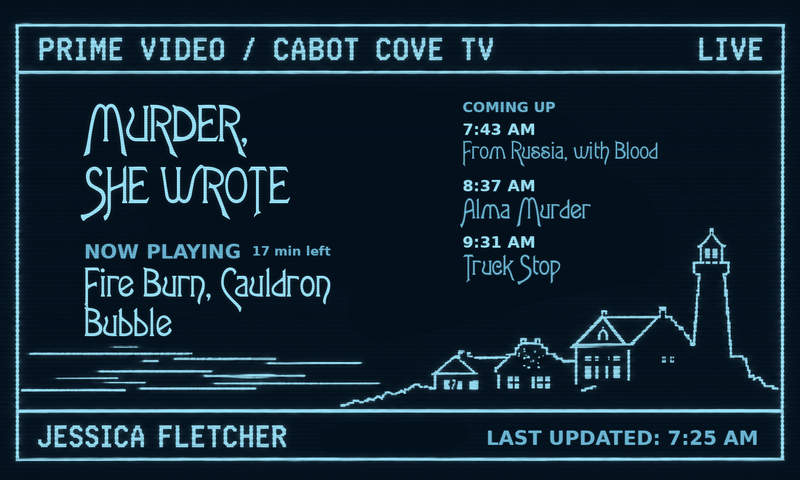 PRIME VIDEO / CABOT COVE TV
LIVE
MURDER,
SHE WROTE
NOW PLAYING 17 min left
Fire Burn, Cauldron
Bubble
COMING UP
7:43 AM
From Russia, with Blood
8:37 AM
Alma Murder
9:31 AM
Truck Stop
JESSICA FLETCHER
LAST UPDATED: 7:25 AM